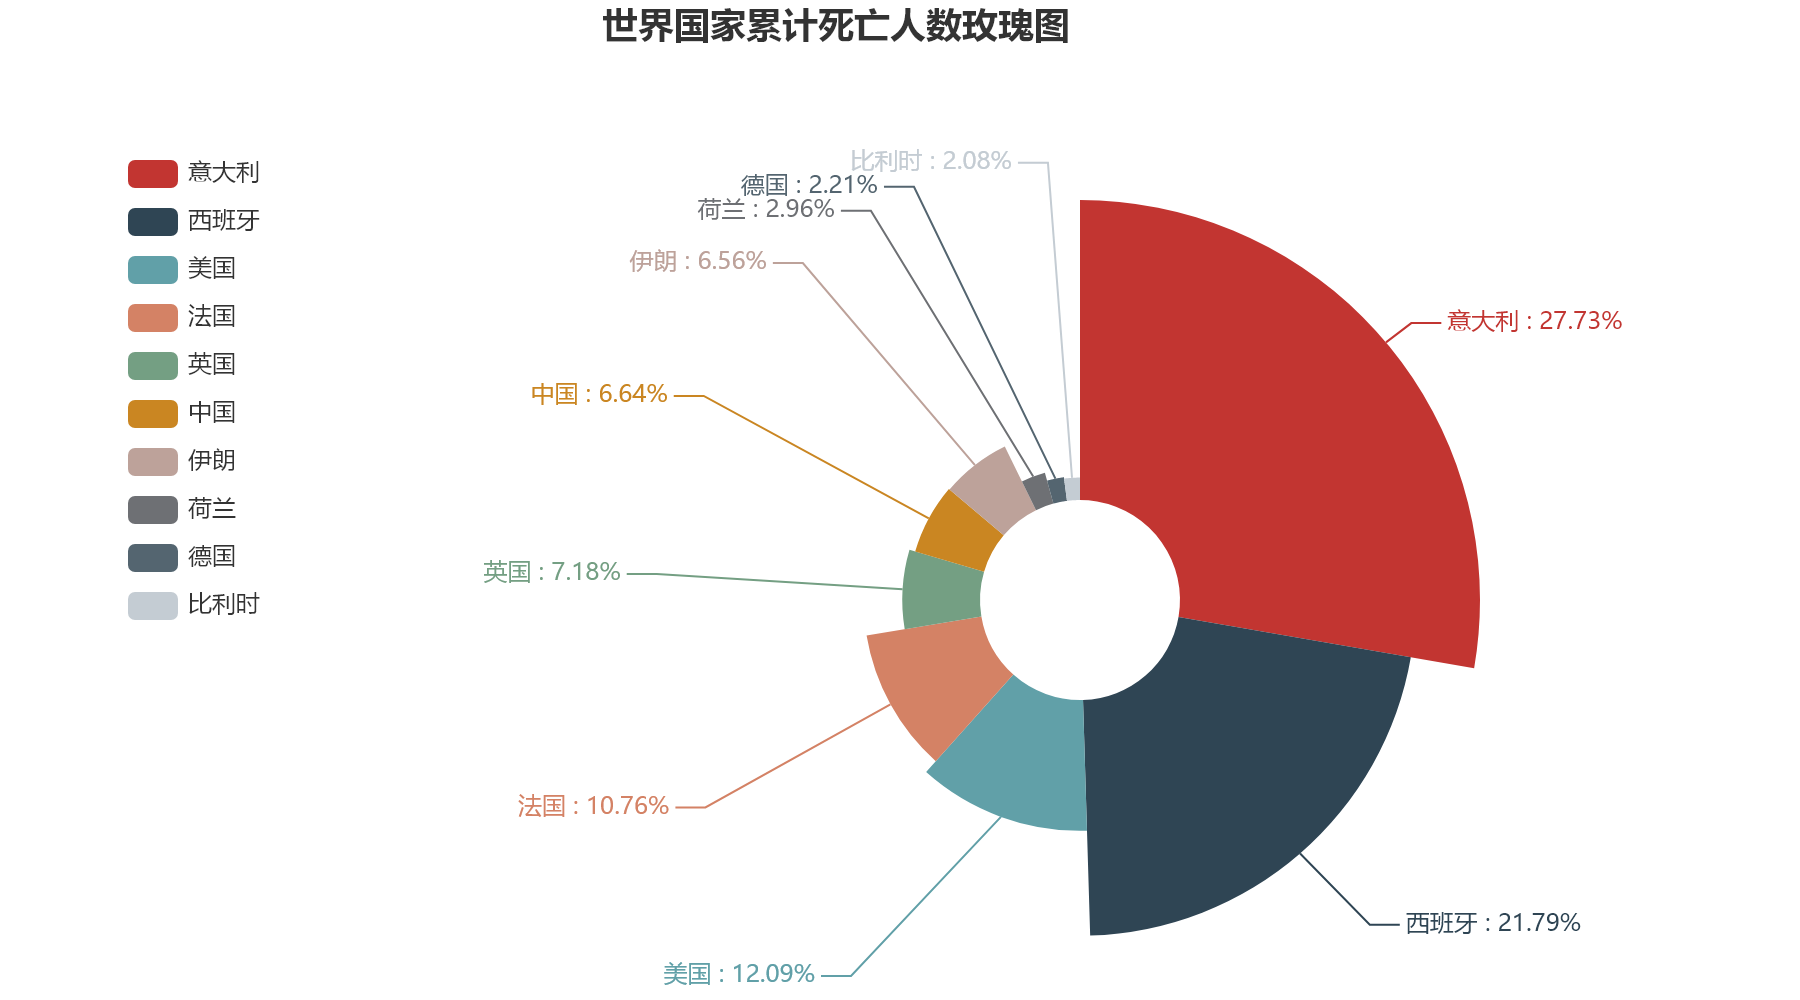 世界国家累计死亡人数玫瑰图
意大利
西班牙
美国
法国
英国
中国
伊朗
荷兰
德国
比利时
比利时 : 2.08%
德国 : 2.21%
荷兰 : 2.96%
伊朗 : 6.56%
意大利 : 27.73%
中国 : 6.64%
英国 : 7.18%
法国 : 10.76%
西班牙 : 21.79%
美国 : 12.09%